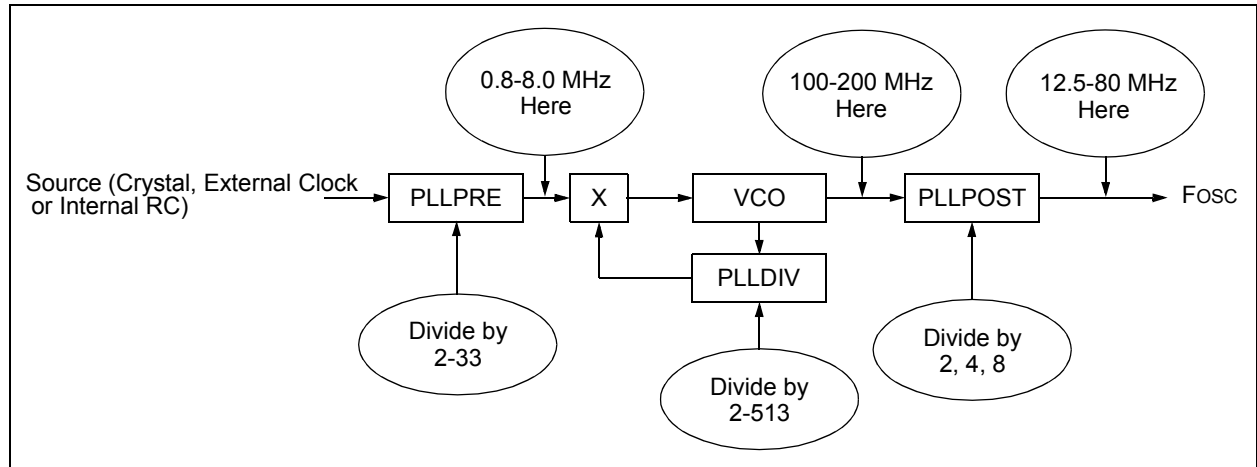 0.8-8.0 MHz
Here
100-200 MHz
Here
12.5-80 MHz
Here
Source (Crystal, External Clock
or Internal RC)
PLLPRE
X
VCO
PLLPOST
FOSC
PLLDIV
Divide by
2-33
Divide by
2-513
Divide by
2, 4, 8